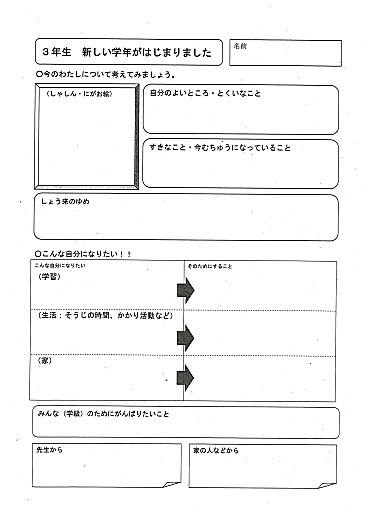 3年生 新しい学年がはじまりました
名前
○今のわたしについて考えてみましょう。
（しゃしん・にがお絵）
自分のよいところ・とくいなこと
すきなこと・今むちゅうになっていること
しょう来のゆめ
○こんな自分になりたい！！
こんな自分になりたい
そのためにすること
（学習）
（生活：そうじの時間、かかり活動など）
（家）
みんな（学級）のためにがんばりたいこと
先生から
家の人などから